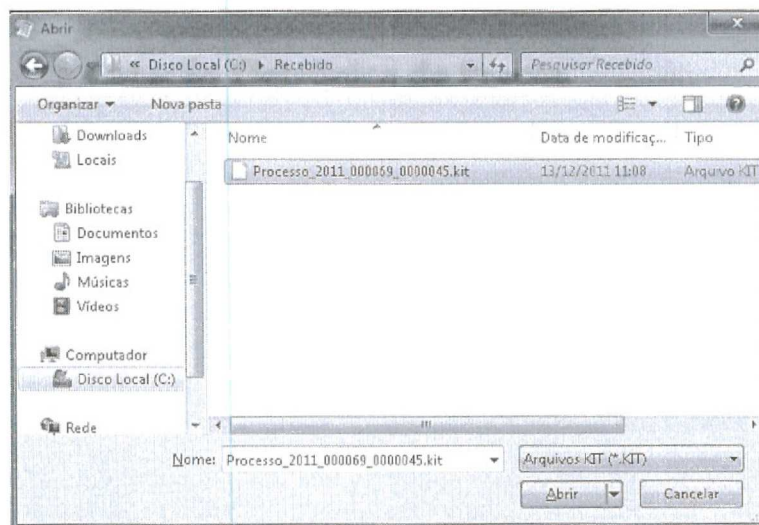 Abrir
« Disco Local (C:) ▸ Recebido
Pesquisar Recebido
Organizar ▾ Nova pasta
Nome Data de modificaç... Tipo
Processo_2011_000069_0000045.kit 13/12/2011 11:08 Arquivo KIT
Downloads
Locais
Bibliotecas
Documentos
Imagens
Músicas
Vídeos
Computador
Disco Local (C:)
Rede
Nome: Processo_2011_000069_0000045.kit Arquivos KIT (*.KIT)
Abrir Cancelar